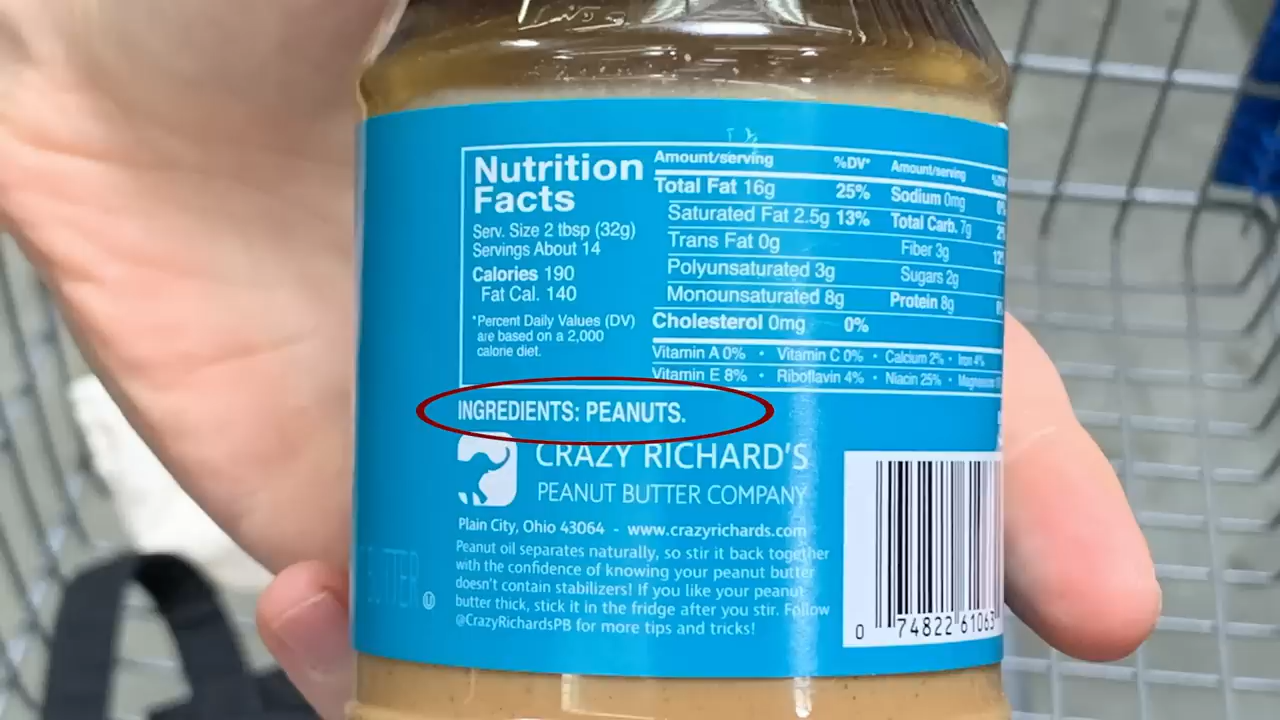 Nutrition Facts
Serv. Size 2 tbsp (32g)
Servings About 14
Calories 190
Fat Cal. 140
*Percent Daily Values (DV)
are based on a 2,000
calorie diet.
Amount/serving %DV*
Total Fat 16g 25%
Saturated Fat 2.5g 13%
Trans Fat 0g
Polyunsaturated 3g
Monounsaturated 8g
Cholesterol 0mg 0%
Amount/serving
Sodium 0mg
Total Carb. 7g
Fiber 3g
Sugars 2g
Protein 8g
Vitamin A 0% • Vitamin C 0% • Calcium 2% • Iron 4%
Vitamin E 8% • Riboflavin 4% • Niacin 25% •
INGREDIENTS: PEANUTS.
CRAZY RICHARD'S
PEANUT BUTTER COMPANY
Plain City, Ohio 43064 - www.crazyrichards.com
Peanut oil separates naturally, so stir it back together
with the confidence of knowing your peanut butter
doesn't contain stabilizers! If you like your peanut
butter thick, stick it in the fridge after you stir. Follow
@CrazyRichardsPB for more tips and tricks!
0 74822 61063